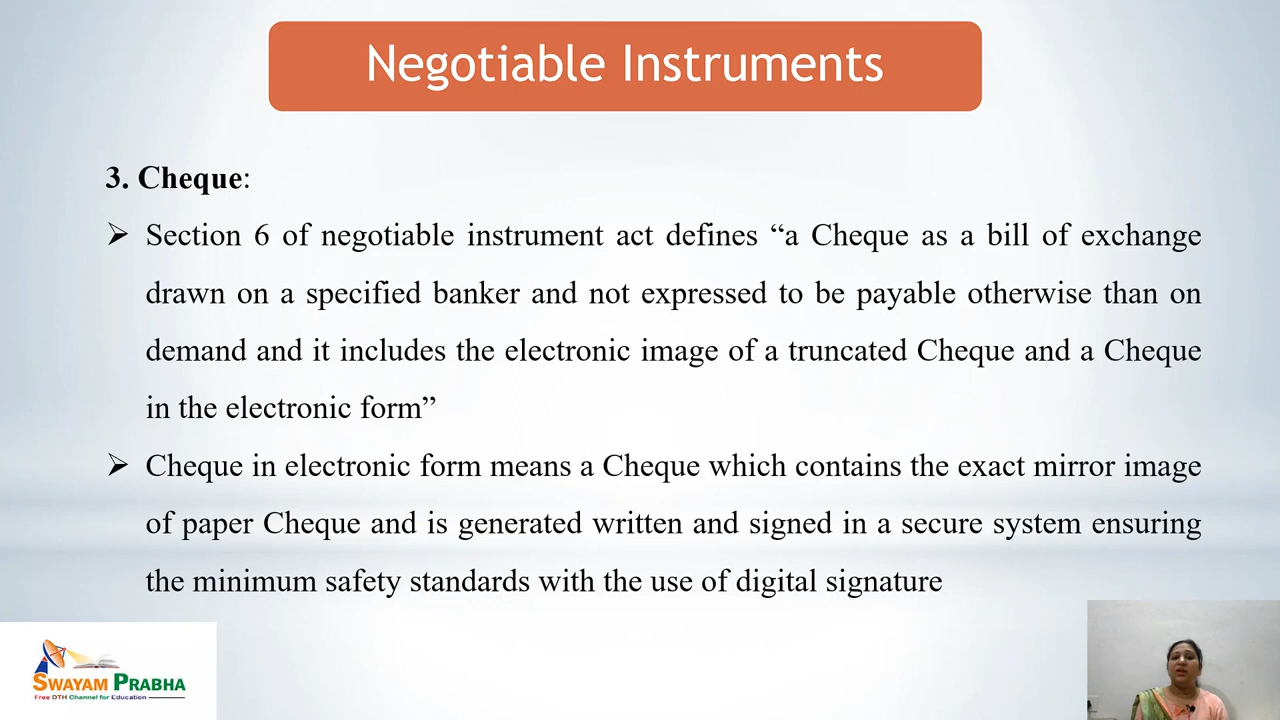 Negotiable Instruments
3. Cheque:
➢ Section 6 of negotiable instrument act defines “a Cheque as a bill of exchange
drawn on a specified banker and not expressed to be payable otherwise than on
demand and it includes the electronic image of a truncated Cheque and a Cheque
in the electronic form”
➢ Cheque in electronic form means a Cheque which contains the exact mirror image
of paper Cheque and is generated written and signed in a secure system ensuring
the minimum safety standards with the use of digital signature
SWAYAM PRABHA
Free DTH Channel for Education